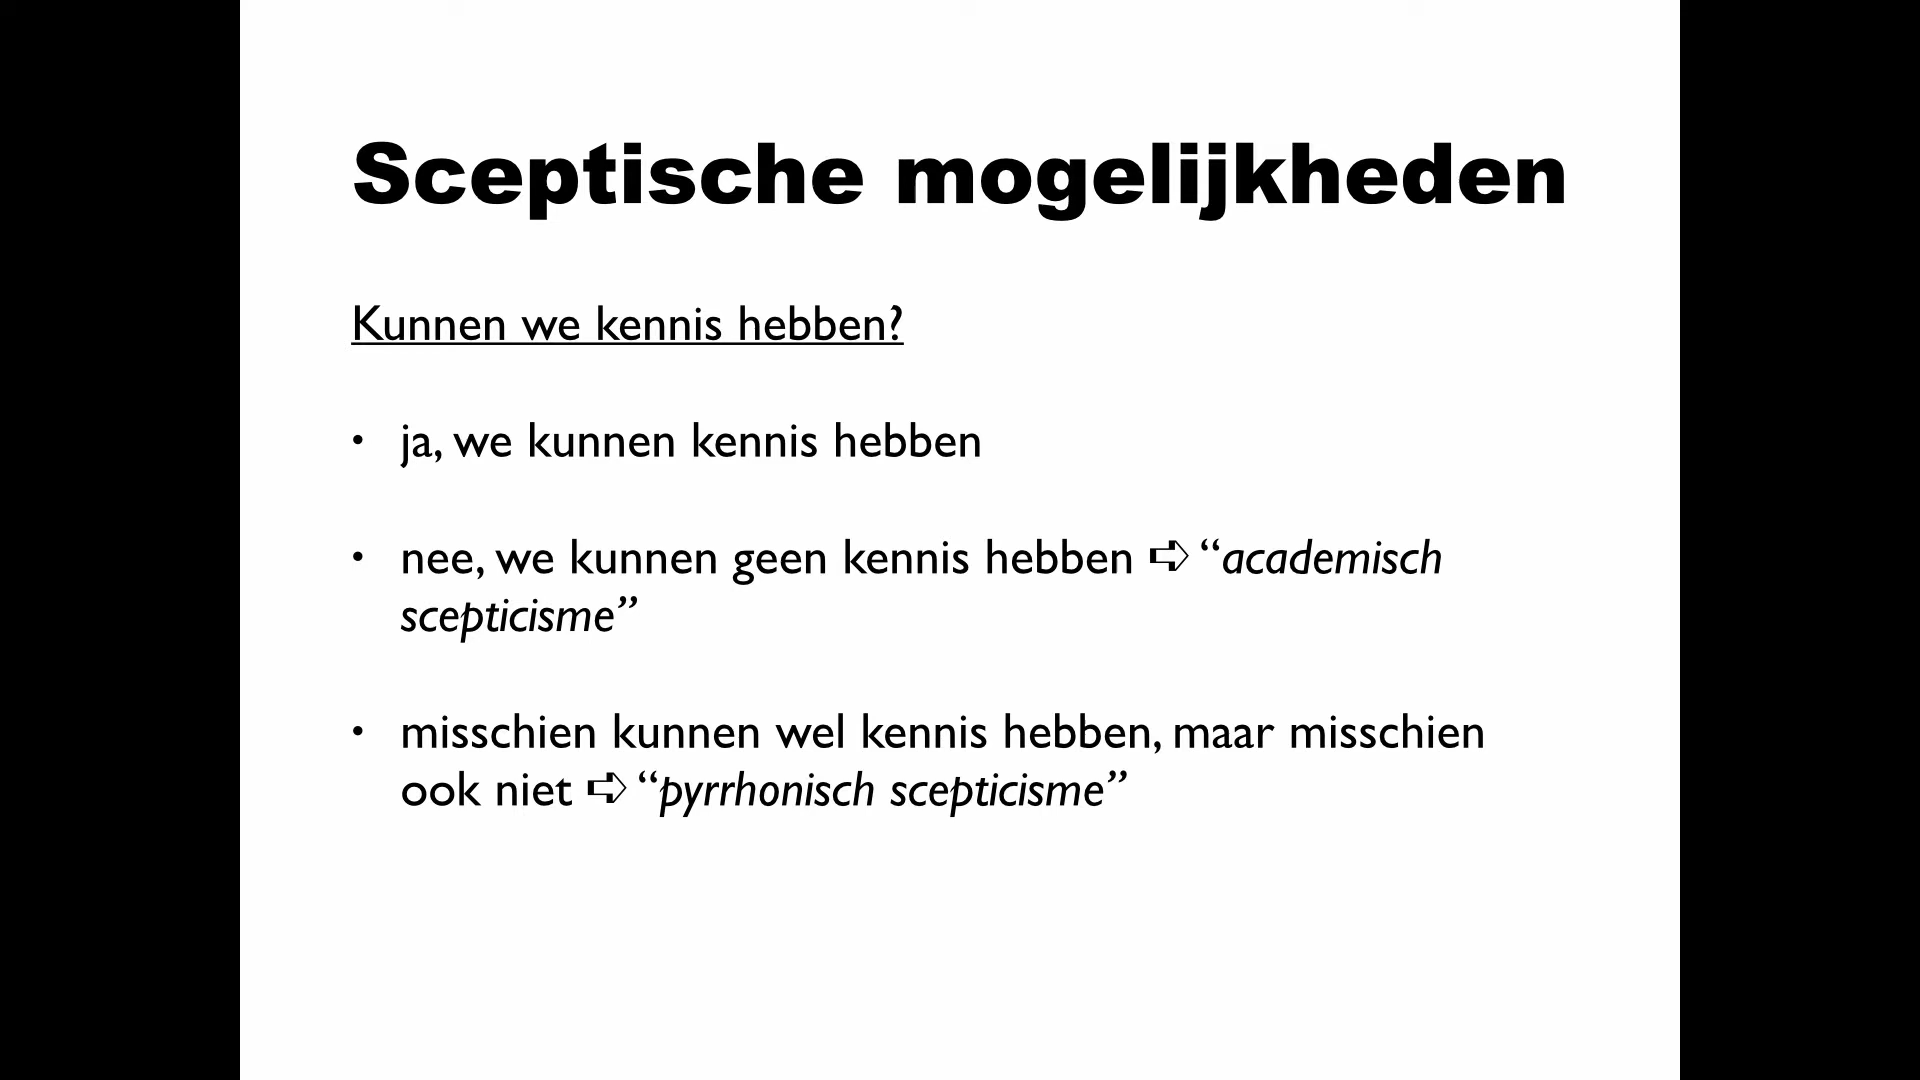 Sceptische mogelijkheden
Kunnen we kennis hebben?
• ja, we kunnen kennis hebben
• nee, we kunnen geen kennis hebben ➪ “academisch
scepticisme”
• misschien kunnen wel kennis hebben, maar misschien
ook niet ➪ “pyrrhonisch scepticisme”